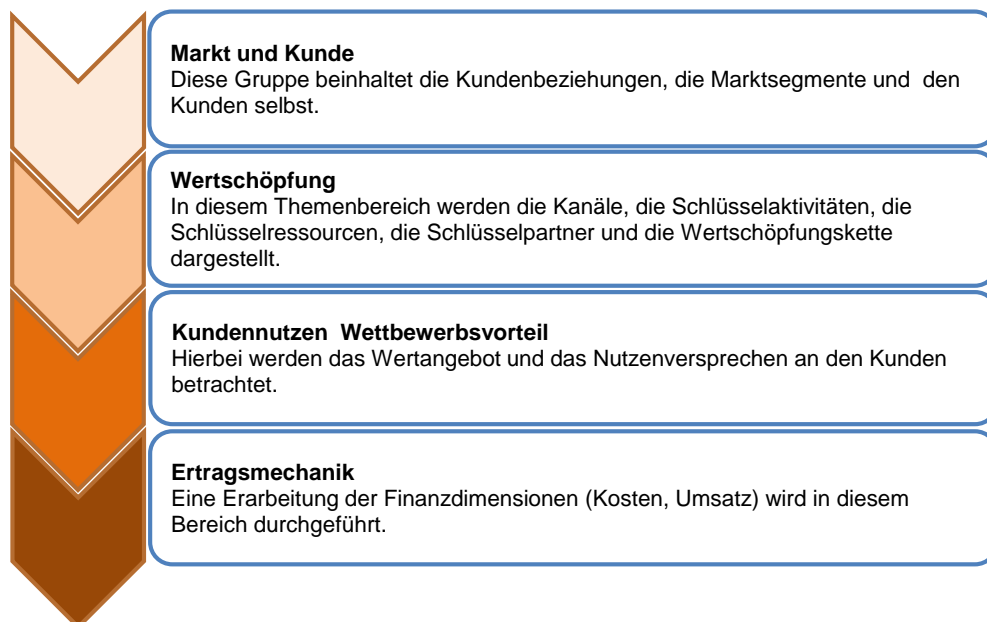 Markt und Kunde
Diese Gruppe beinhaltet die Kundenbeziehungen, die Marktsegmente und  den
Kunden selbst.
Wertschöpfung
In diesem Themenbereich werden die Kanäle, die Schlüsselaktivitäten, die
Schlüsselressourcen, die Schlüsselpartner und die Wertschöpfungskette
dargestellt.
Kundennutzen  Wettbewerbsvorteil
Hierbei werden das Wertangebot und das Nutzenversprechen an den Kunden
betrachtet.
Ertragsmechanik
Eine Erarbeitung der Finanzdimensionen (Kosten, Umsatz) wird in diesem
Bereich durchgeführt.